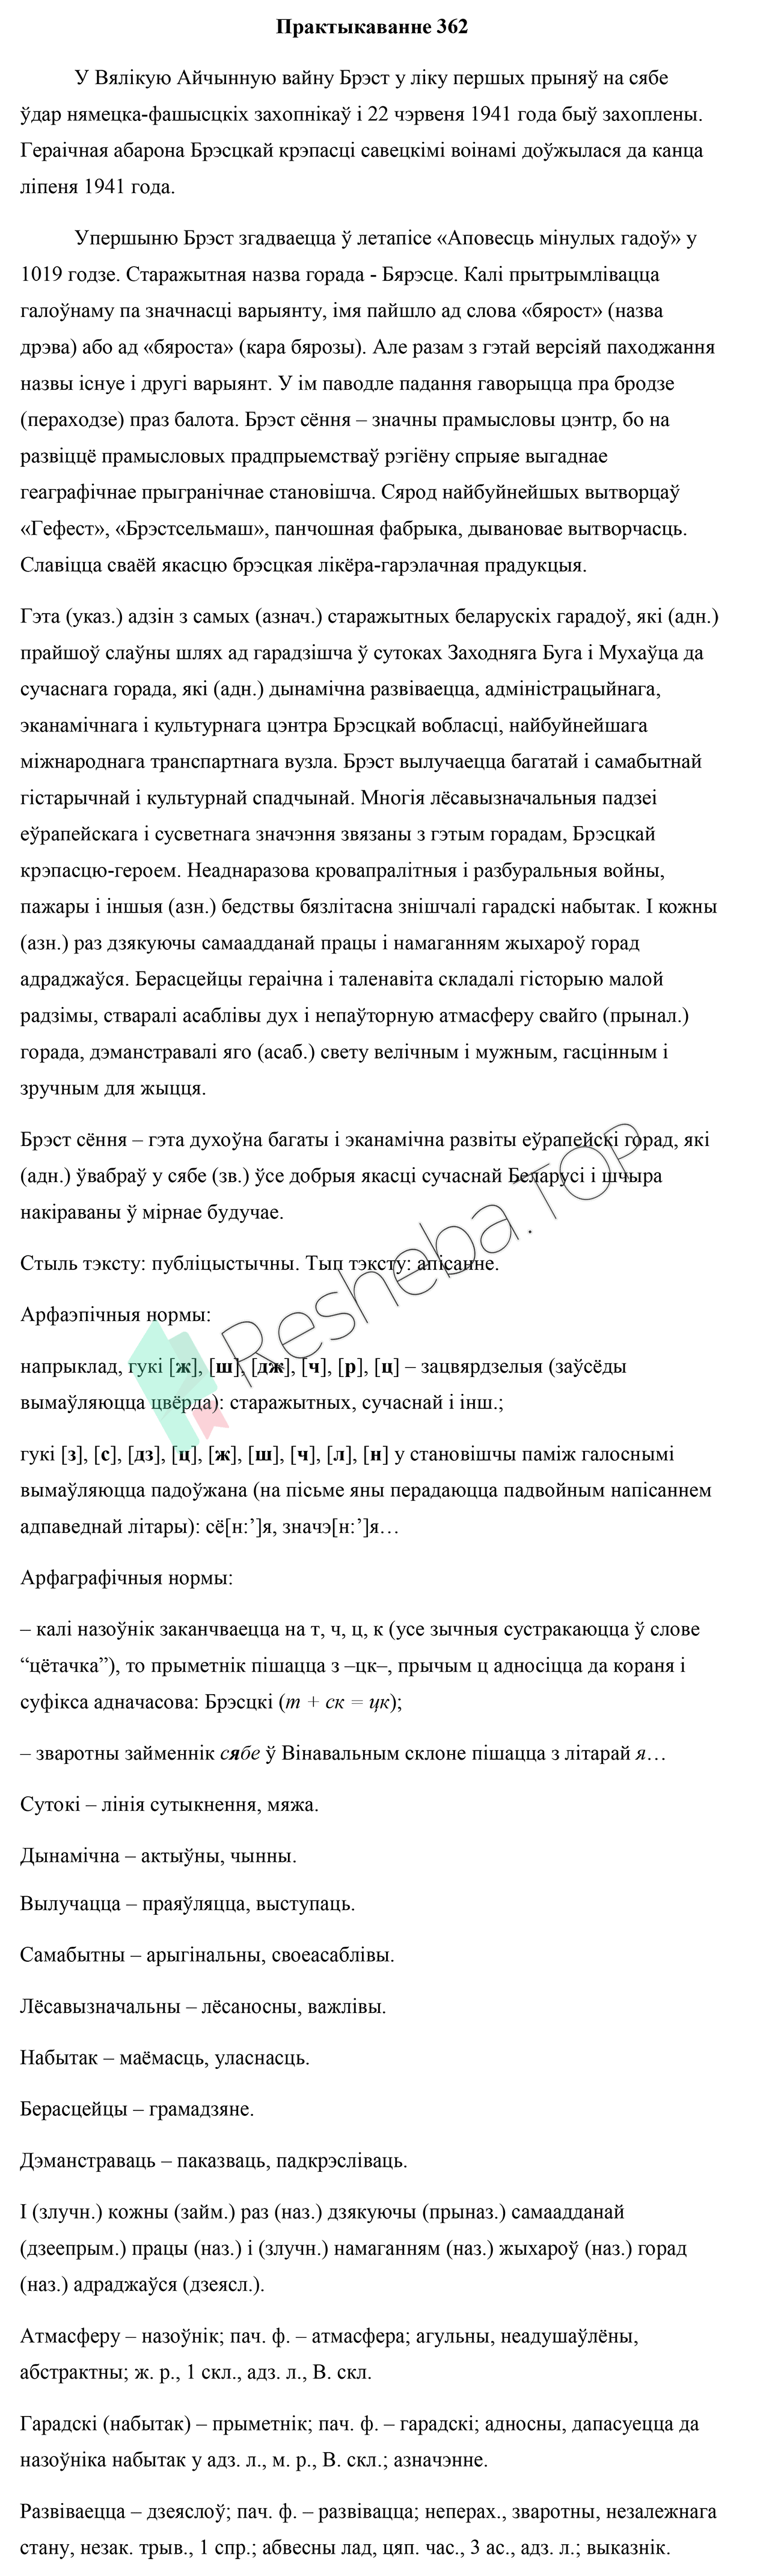 Практыкаванне 362
У Вялікую Айчынную вайну Брэст у ліку першых прыняў на сябе
ўдар нямецка-фашысцкіх захопнікаў і 22 чэрвеня 1941 года быў захоплены.
Гераічная абарона Брэсцкай крэпасці савецкімі воінамі доўжылася да канца
ліпеня 1941 года.
Упершыню Брэст згадваецца ў летапісе «Аповесць мінулых гадоў» у
1019 годзе. Старажытная назва горада - Бярэсце. Калі прытрымлівацца
галоўнаму па значнасці варыянту, імя пайшло ад слова «бярост» (назва
дрэва) або ад «бяроста» (кара бярозы). Але разам з гэтай версіяй паходжання
назвы існуе і другі варыянт. У ім паводле падання гаворыцца пра бродзе
(пераходзе) праз балота. Брэст сёння – значны прамысловы цэнтр, бо на
развіццё прамысловых прадпрыемстваў рэгіёну спрыяе выгаднае
геаграфічнае прыгранічнае становішча. Сярод найбуйнейшых вытворцаў
«Гефест», «Брэстсельмаш», панчошная фабрыка, дывановае вытворчасць.
Славіцца сваёй якасцю брэсцкая лікёра-гарэлачная прадукцыя.
Гэта (указ.) адзін з самых (азнач.) старажытных беларускіх гарадоў, які (адн.)
прайшоў слаўны шлях ад гарадзішча ў сутоках Заходняга Буга і Мухаўца да
сучаснага горада, які (адн.) дынамічна развіваецца, адміністрацыйнага,
эканамічнага і культурнага цэнтра Брэсцкай вобласці, найбуйнейшага
міжнароднага транспартнага вузла. Брэст вылучаецца багатай і самабытнай
гістарычнай і культурнай спадчынай. Многія лёсавызначальныя падзеі
еўрапейскага і сусветнага значэння звязаны з гэтым горадам, Брэсцкай
крэпасцю-героем. Неаднаразова кровапралітныя і разбуральныя войны,
пажары і іншыя (азн.) бедствы бязлітасна знішчалі гарадскі набытак. І кожны
(азн.) раз дзякуючы самаадданай працы і намаганням жыхароў горад
адраджаўся. Берасцейцы гераічна і таленавіта складалі гісторыю малой
радзімы, стваралі асаблівы дух і непаўторную атмасферу свайго (прынал.)
горада, дэманстравалі яго (асаб.) свету велічным і мужным, гасцінным і
зручным для жыцця.
Брэст сёння – гэта духоўна багаты і эканамічна развіты еўрапейскі горад, які
(адн.) ўвабраў у сябе (зв.) ўсе добрыя якасці сучаснай Беларусі і шчыра
накіраваны ў мірнае будучае.
Стыль тэксту: публіцыстычны. Тып тэксту: апісанне.
Resheba.TOP
Арфаэпічныя нормы:
напрыклад, гукі [ж], [ш], [дж], [ч], [р], [ц] – зацвярдзелыя (заўсёды
вымаўляюцца цвёрда): старажытных, сучаснай і інш.;
гукі [з], [с], [дз], [ц], [ж], [ш], [ч], [л], [н] у становішчы паміж галоснымі
вымаўляюцца падоўжана (на пісьме яны перадаюцца падвойным напісаннем
адпаведнай літары): сё[н:’]я, значэ[н:’]я…
Арфаграфічныя нормы:
– калі назоўнік заканчваецца на т, ч, ц, к (усе зычныя сустракаюцца ў слове
“цётачка”), то прыметнік пішацца з –цк–, прычым ц адносіцца да кораня і
суфікса адначасова: Брэсцкі (т + ск = цк);
– зваротны займеннік сябе ў Вінавальным склоне пішацца з літарай я…
Сутокі – лінія сутыкнення, мяжа.
Дынамічна – актыўны, чынны.
Вылучацца – праяўляцца, выступаць.
Самабытны – арыгінальны, своеасаблівы.
Лёсавызначальны – лёсаносны, важлівы.
Набытак – маёмасць, уласнасць.
Берасцейцы – грамадзяне.
Дэманстраваць – паказваць, падкрэсліваць.
І (злучн.) кожны (займ.) раз (наз.) дзякуючы (прыназ.) самаадданай
(дзеепрым.) працы (наз.) і (злучн.) намаганням (наз.) жыхароў (наз.) горад
(наз.) адраджаўся (дзеясл.).
Атмасферу – назоўнік; пач. ф. – атмасфера; агульны, неадушаўлёны,
абстрактны; ж. р., 1 скл., адз. л., В. скл.
Гарадскі (набытак) – прыметнік; пач. ф. – гарадскі; адносны, дапасуецца да
назоўніка набытак у адз. л., м. р., В. скл.; азначэнне.
Развіваецца – дзеяслоў; пач. ф. – развівацца; неперах., зваротны, незалежнага
стану, незак. трыв., 1 спр.; абвесны лад, цяп. час., 3 ас., адз. л.; выказнік.